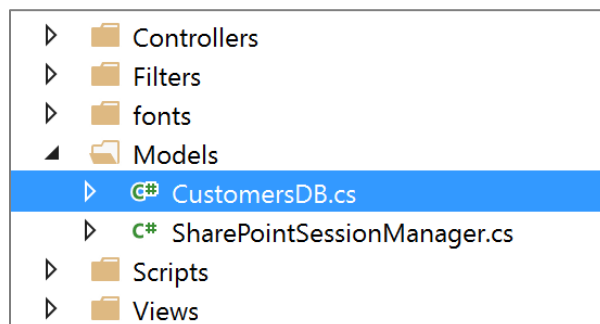 Controllers
Filters
fonts
Models
C# CustomersDB.cs
C# SharePointSessionManager.cs
Scripts
Views